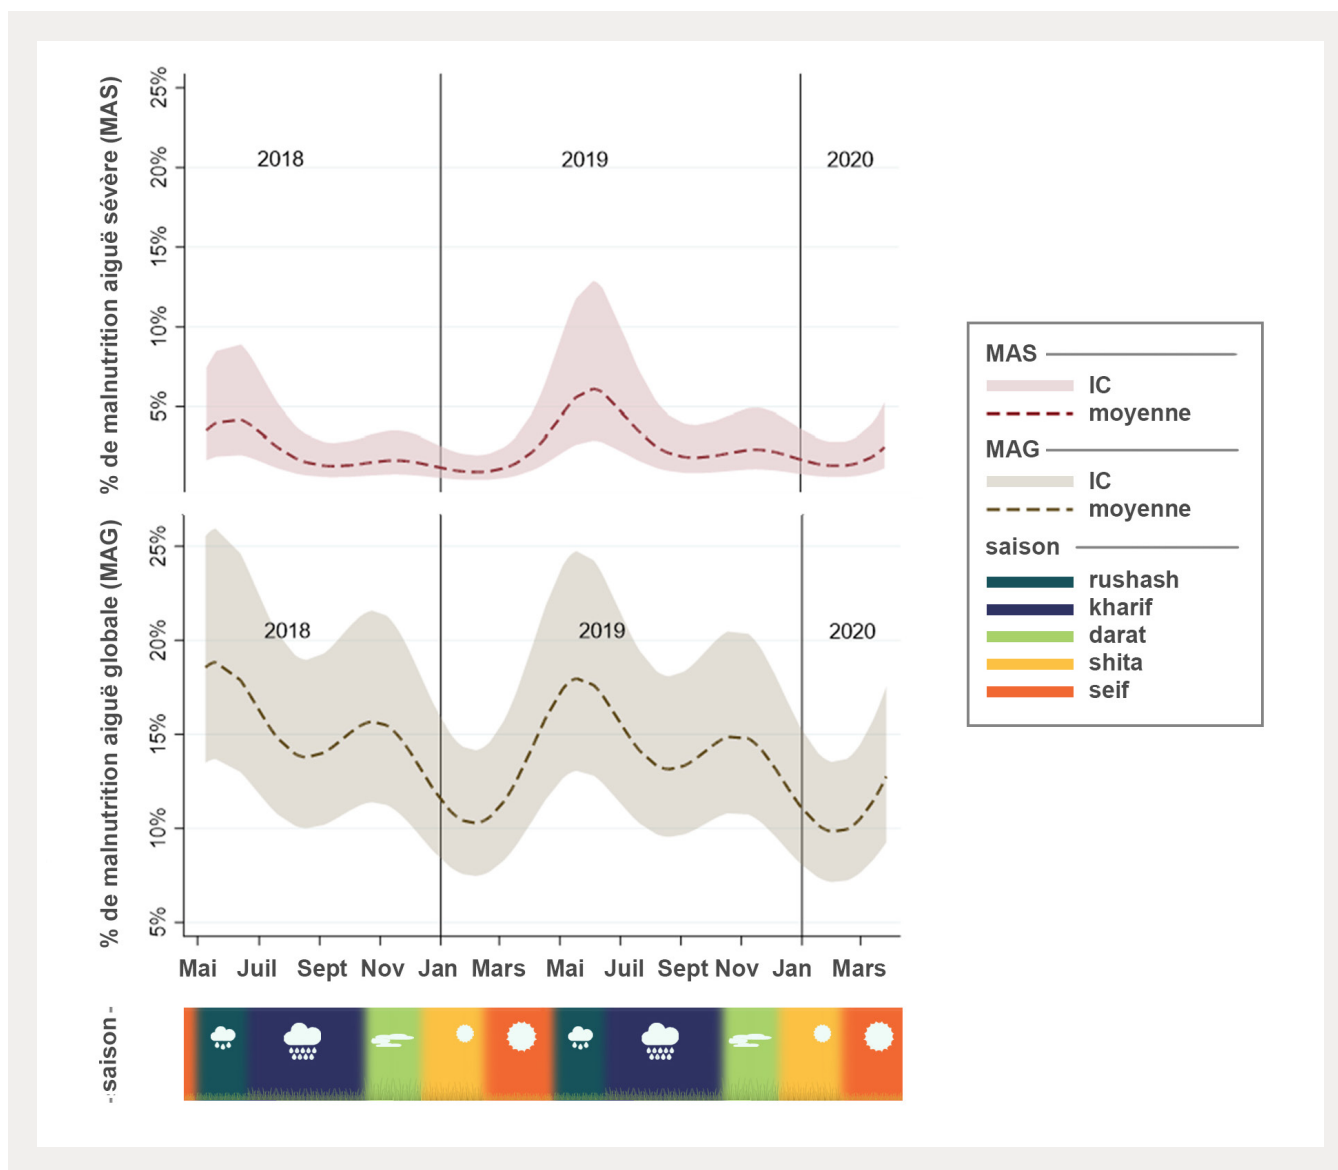 % de malnutrition aiguë sévère (MAS)
25%
20%
15%
10%
5%
2018
2019
2020
% de malnutrition aiguë globale (MAG)
25%
20%
15%
10%
5%
2018
2019
2020
Mai Juil Sept Nov Jan Mars Mai Juil Sept Nov Jan Mars
- saison -
MAS
IC
moyenne
MAG
IC
moyenne
saison
rushash
kharif
darat
shita
seif